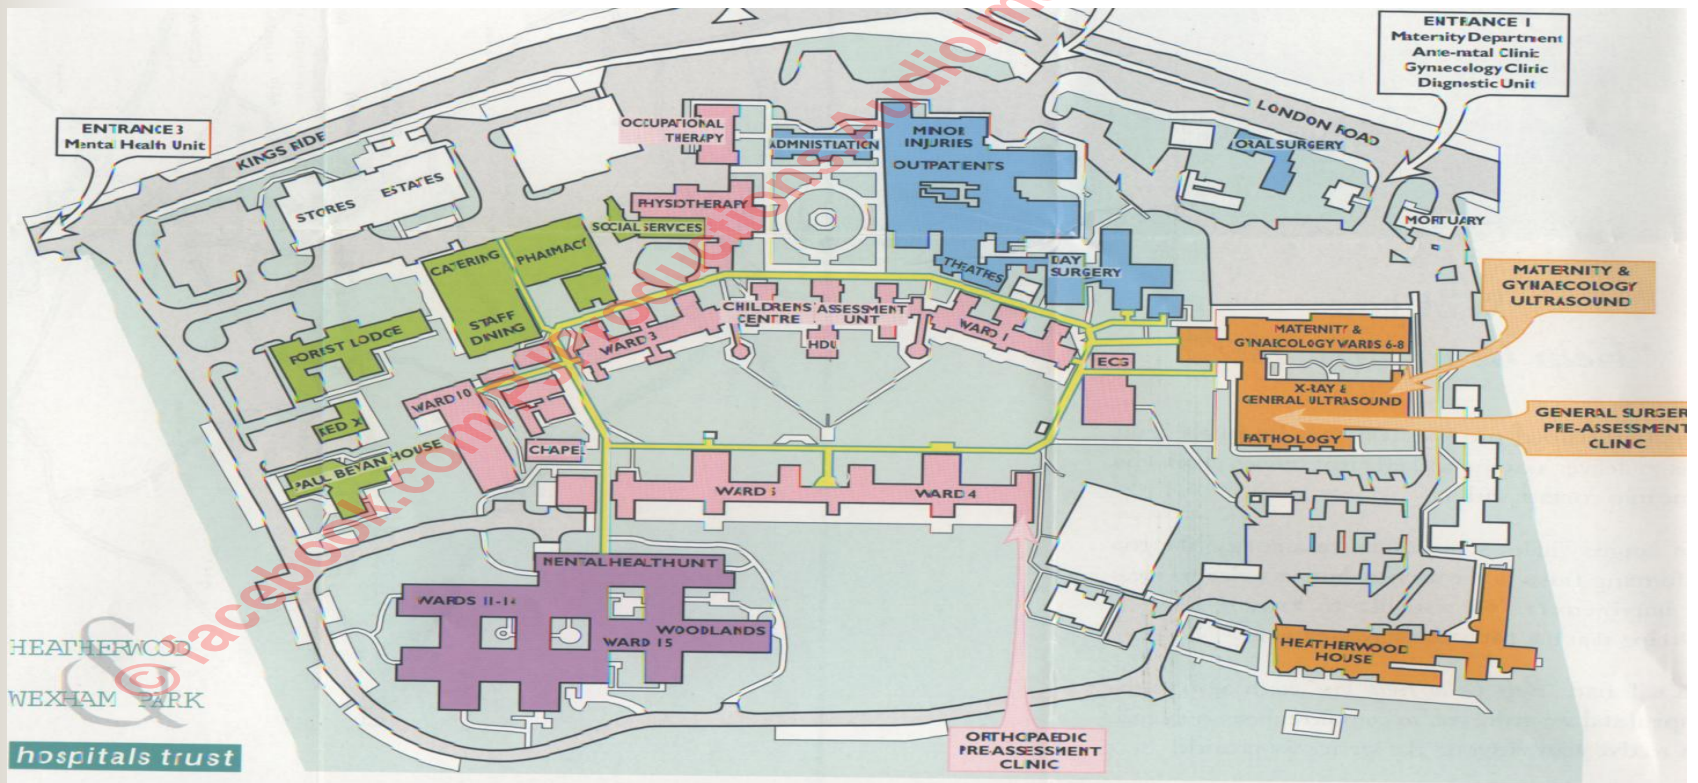 ENTRANCE 1
Maternity Department
Ante-natal Clinic
Gynaecology Clinic
Diagnostic Unit
ENTRANCE 3
Mental Health Unit
KINGS RIDE
LONDON ROAD
OCCUPATIONAL
THERAPY
ADMNISTIATION
MINOR
INJURIES
OUTPATIENTS
ORAL SURGERY
STORES
ESTATES
PHYSIOTHERAPY
SOCIAL SERVICES
MORTUARY
CATERING
PHARMACY
THEATRES
DAY
SURGERY
MATERNITY &
GYNAECOLOGY
ULTRASOUND
STAFF
DINING
FOREST LODGE
WARD 3
CHILDRENS
CENTRE
ASSESSMENT
UNIT
HDU
WARD 1
ECG
MATERNITY &
GYNAECOLOGY WARDS 6-8
X-RAY &
GENERAL ULTRASOUND
PATHOLOGY
GENERAL SURGER
PRE-ASSESSMENT
CLINIC
WARD 10
RED X
PAUL BEVAN HOUSE
CHAPEL
WARD
WARD 4
MENTAL HEALTH UNIT
WARDS 11-14
WARD 15
WOODLANDS
HEATHERWOOD
HOUSE
ORTHOPAEDIC
PRE-ASSESSMENT
CLINIC
HEATHERWOOD
&
WEXHAM PARK
hospitals trust